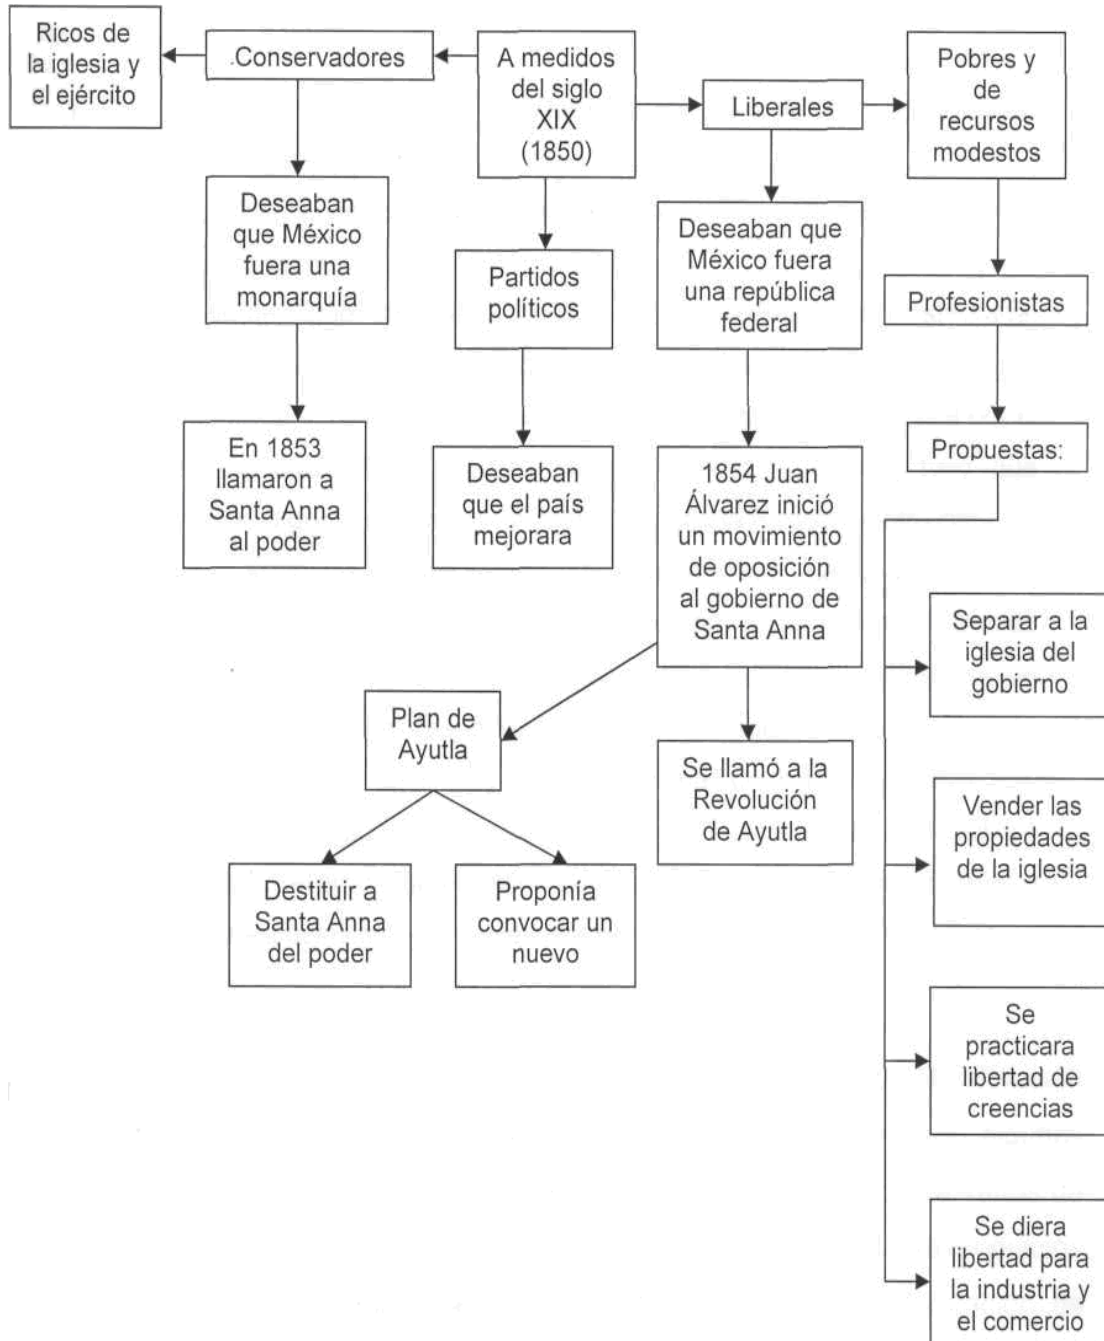 Ricos de
la iglesia y
el ejército
.Conservadores
A medidos
del siglo
XIX
(1850)
Liberales
Pobres y
de
recursos
modestos
Deseaban
que México
fuera una
monarquía
Partidos
políticos
Deseaban que
México fuera
una república
federal
Profesionistas
En 1853
llamaron a
Santa Anna
al poder
Deseaban
que el país
mejorara
1854 Juan
Álvarez inició
un movimiento
de oposición
al gobierno de
Santa Anna
Propuestas:
Separar a la
iglesia del
gobierno
Plan de
Ayutla
Se llamó a la
Revolución
de Ayutla
Vender las
propiedades
de la iglesia
Destituir a
Santa Anna
del poder
Proponía
convocar un
nuevo
Se
practicara
libertad de
creencias
Se diera
libertad para
la industria y
el comercio